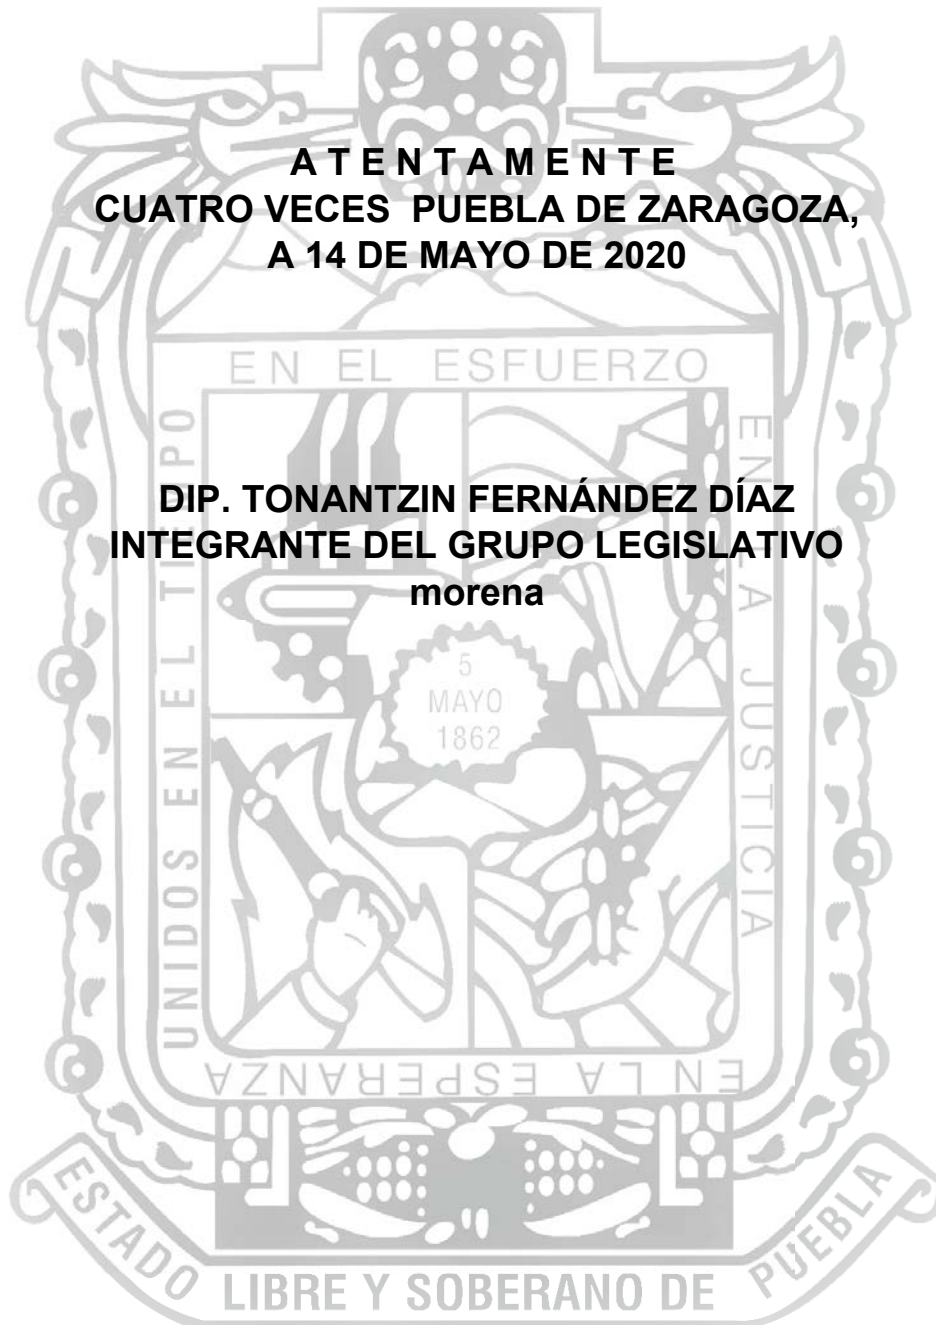 A T E N T A M E N T E
CUATRO VECES PUEBLA DE ZARAGOZA,
A 14 DE MAYO DE 2020
EN EL ESFUERZO
DIP. TONANTZIN FERNÁNDEZ DÍAZ
INTEGRANTE DEL GRUPO LEGISLATIVO
morena
UNIDOS EN EL TIEMPO
EN LA JUSTICIA
5
MAYO
1862
EN LA ESPERANZA
ESTADO LIBRE Y SOBERANO DE PUEBLA